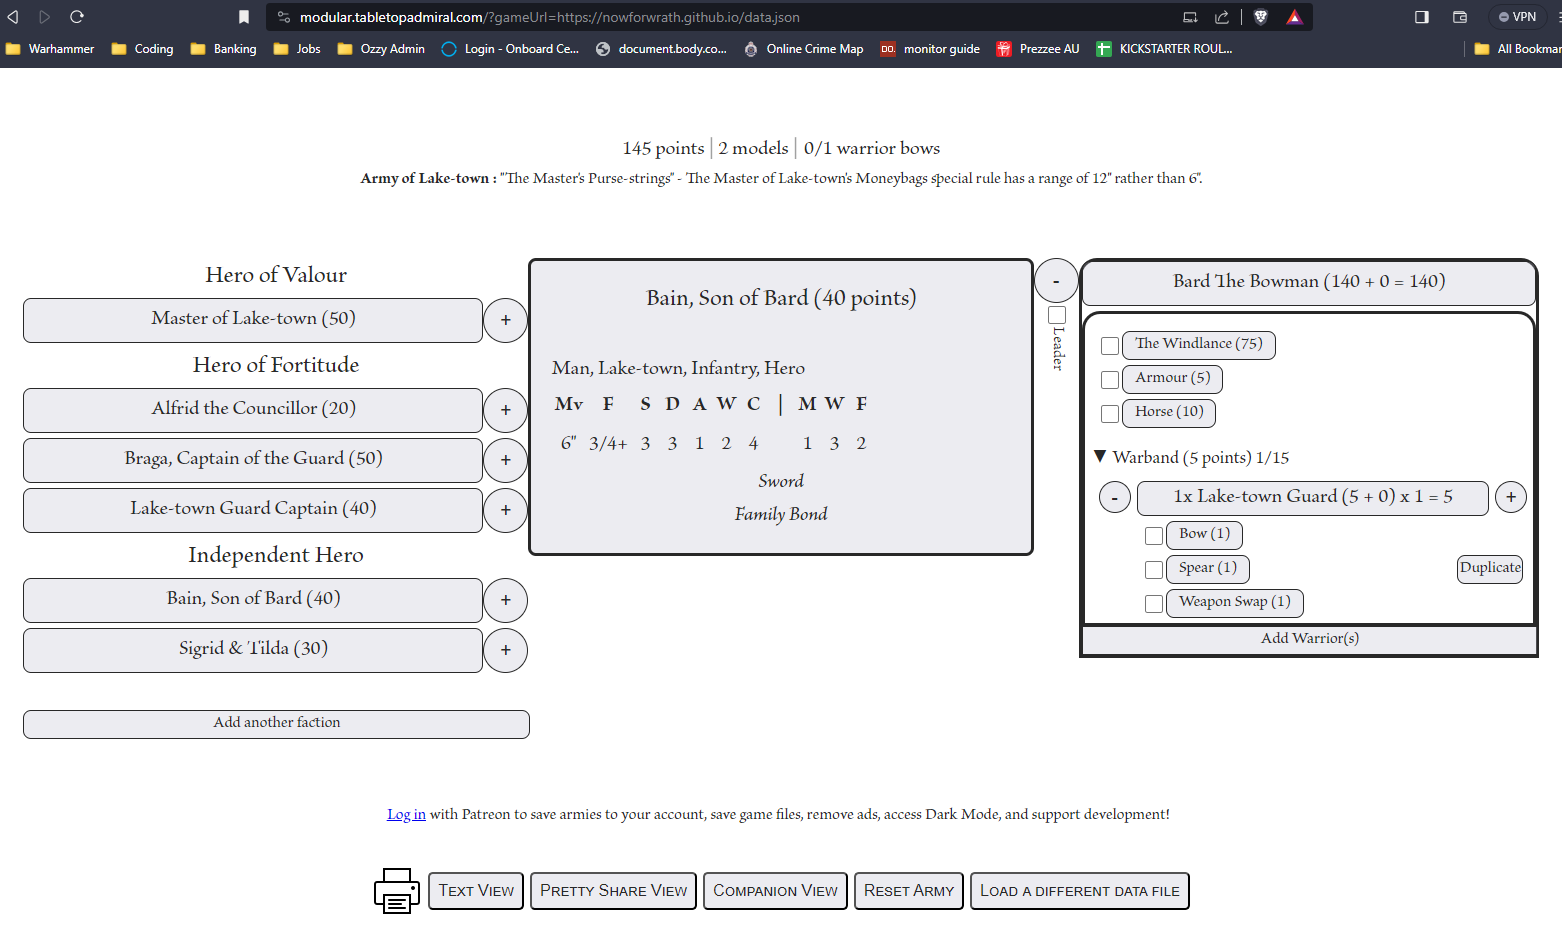 modular.tabletopadmiral.com/?gameUrl=https://nowforwrath.github.io/data.json
VPN
Warhammer
Coding
Banking
Jobs
Ozzy Admin
Login - Onboard Ce...
document.body.co...
Online Crime Map
DO.
monitor guide
Prezzee AU
KICKSTARTER ROUL...
All Bookmar
145 points | 2 models | 0/1 warrior bows
Army of Lake-town : "The Master's Purse-strings" - The Master of Lake-town's Moneybags special rule has a range of 12" rather than 6".
Hero of Valour
Master of Lake-town (50)
+
Hero of Fortitude
Alfrid the Councillor (20)
+
Braga, Captain of the Guard (50)
+
Lake-town Guard Captain (40)
+
Independent Hero
Bain, Son of Bard (40)
+
Sigrid & Tilda (30)
+
Add another faction
Bain, Son of Bard (40 points)
Man, Lake-town, Infantry, Hero
Mv F S D A W C | M W F
6" 3/4+ 3 3 1 2 4 1 3 2
Sword
Family Bond
-
Leader
Bard The Bowman (140 + 0 = 140)
The Windlance (75)
Armour (5)
Horse (10)
▼ Warband (5 points) 1/15
-
1x Lake-town Guard (5 + 0) x 1 = 5
+
Bow (1)
Spear (1)
Duplicate
Weapon Swap (1)
Add Warrior(s)
Log in with Patreon to save armies to your account, save game files, remove ads, access Dark Mode, and support development!
Text View
Pretty Share View
Companion View
Reset Army
Load a different data file